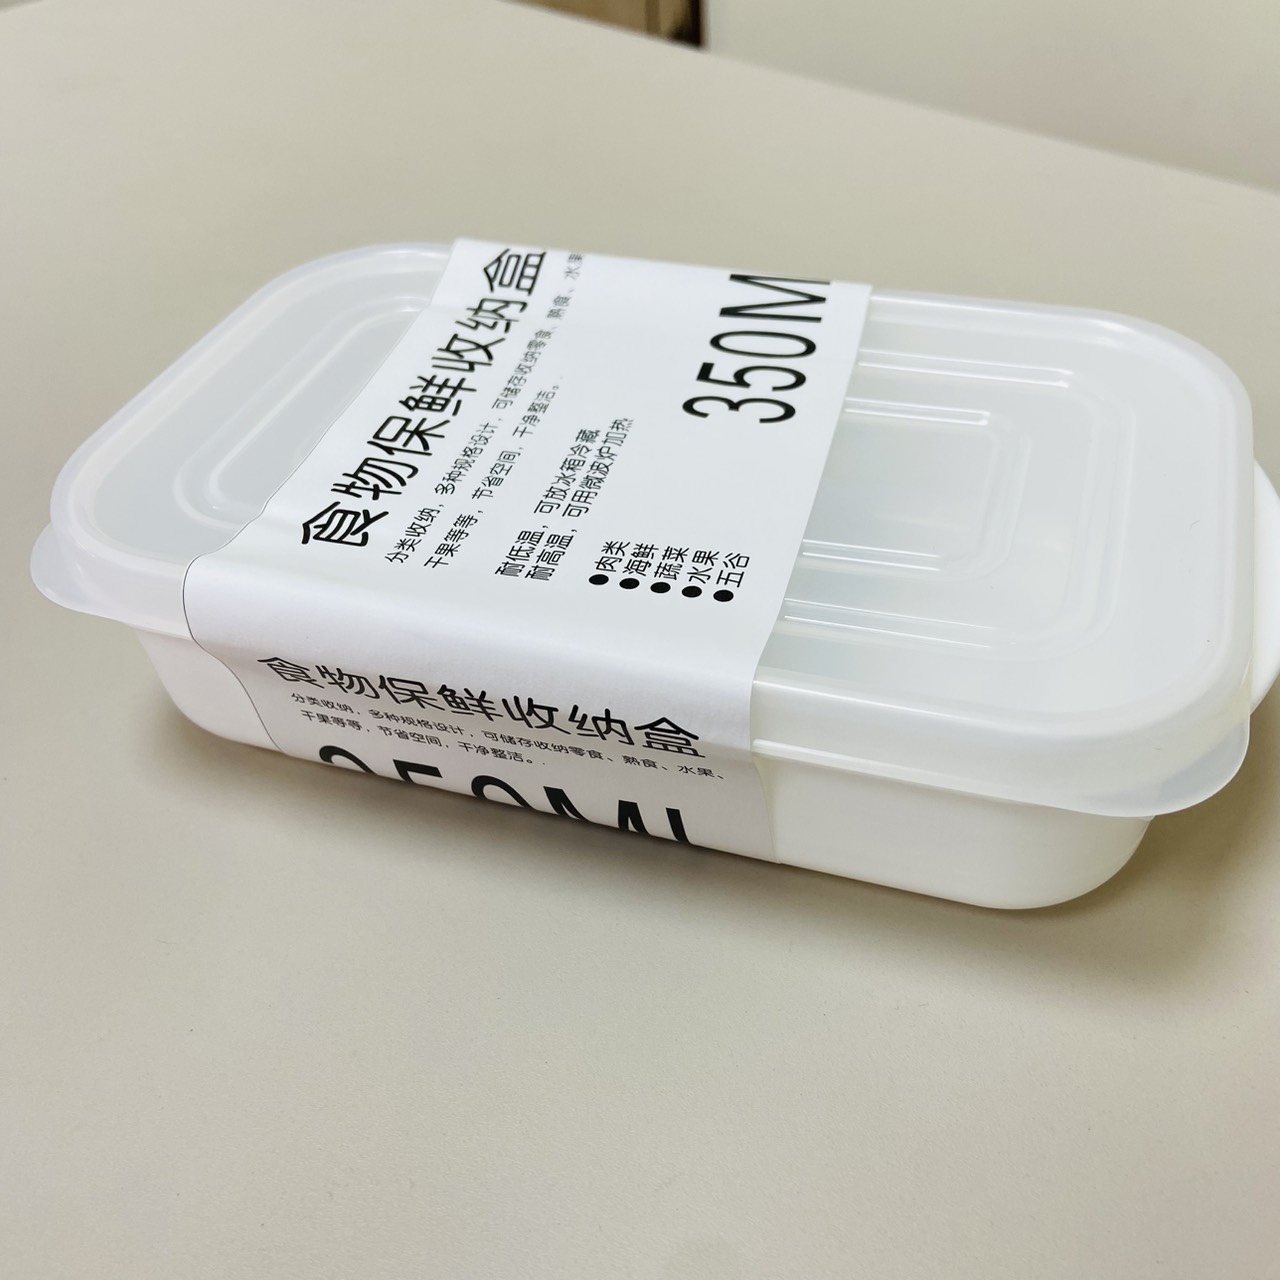 食物保鲜收纳盒
分类收纳，多种规格设计，可储存收纳零食、熟食、水果
干果等等，节省空间，干净整洁。
耐低温，可放冰箱冷藏
耐高温，可用微波炉加热
●肉类
●海鲜
●蔬菜
●水果
●五谷
350M
食物保鲜收纳盒
分类收纳，多种规格设计，可储存收纳零食、熟食、水果、
干果等等，节省空间，干净整洁。
350ML